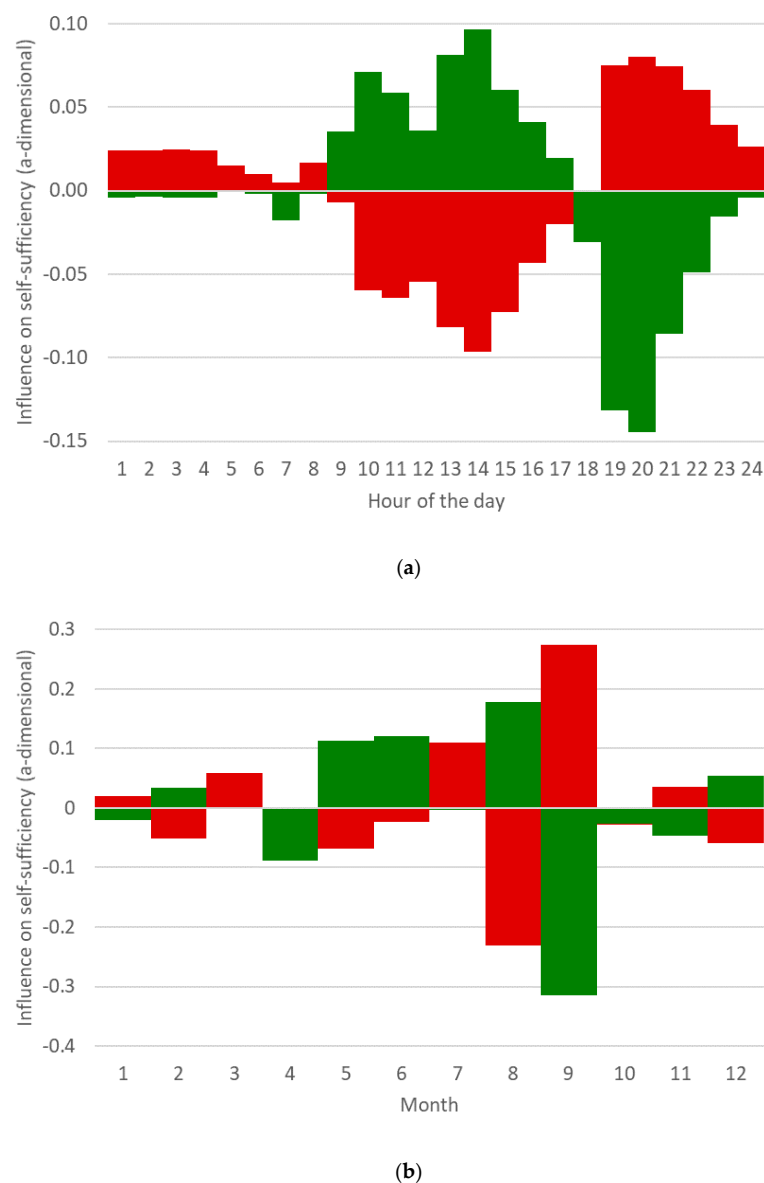 0.10
0.05
0.00
-0.05
-0.10
-0.15
Influence on self-sufficiency (a-dimensional)
1 2 3 4 5 6 7 8 9 10 11 12 13 14 15 16 17 18 19 20 21 22 23 24
Hour of the day
(a)
0.3
0.2
0.1
0
-0.1
-0.2
-0.3
-0.4
Influence on self-sufficiency (a-dimensional)
1 2 3 4 5 6 7 8 9 10 11 12
Month
(b)